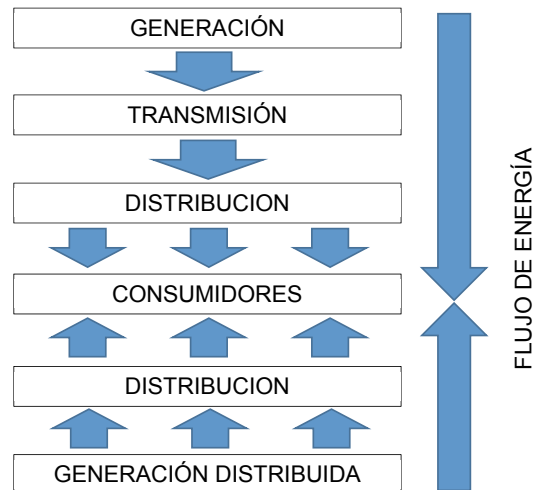 GENERACIÓN
TRANSMISIÓN
DISTRIBUCION
CONSUMIDORES
DISTRIBUCION
GENERACIÓN DISTRIBUIDA
FLUJO DE ENERGÍA